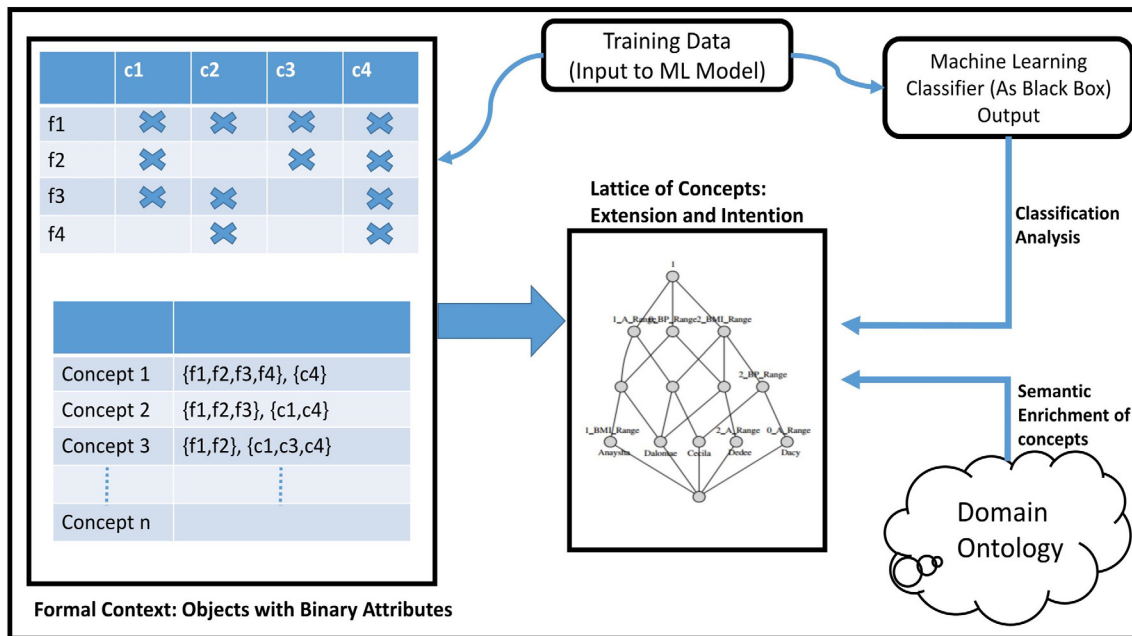 c1 c2 c3 c4
f1
f2
f3
f4
Concept 1 {f1,f2,f3,f4}, {c4}
Concept 2 {f1,f2,f3}, {c1,c4}
Concept 3 {f1,f2}, {c1,c3,c4}
Concept n
Formal Context: Objects with Binary Attributes
Training Data
(Input to ML Model)
Machine Learning
Classifier (As Black Box)
Output
Lattice of Concepts:
Extension and Intention
1
1_A_Range BP_Range 2_BMI_Range
2_BP_Range
1_BMI_Range 2_A_Range 0_A_Range
Anaysha Cecila Dedee Dacy
Classification
Analysis
Semantic
Enrichment of
concepts
Domain
Ontology